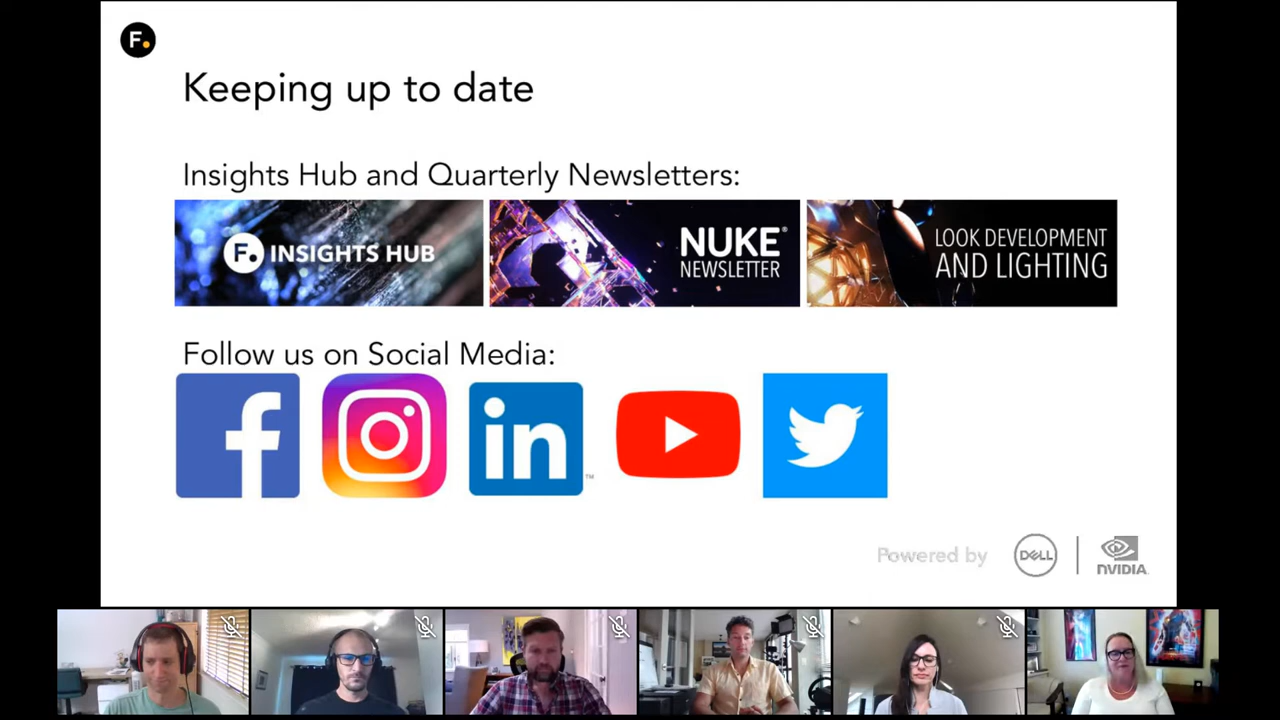 F.
Keeping up to date
Insights Hub and Quarterly Newsletters:
F. INSIGHTS HUB
NUKE®
NEWSLETTER
LOOK DEVELOPMENT
AND LIGHTING
Follow us on Social Media:
f
in
™
Powered by
DELL
NVIDIA